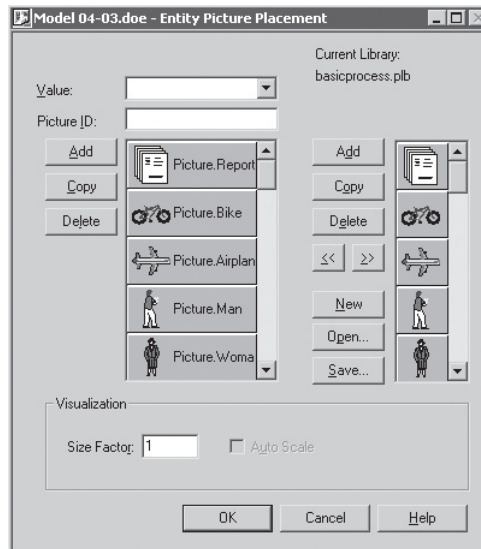 Model 04-03.doe - Entity Picture Placement
Current Library:
basicprocess.plb
Value:
Picture ID:
Add
Copy
Delete
Picture.Report
Picture.Bike
Picture.Airplan
Picture.Man
Picture.Woma
Add
Copy
Delete
<<
>>
New
Open...
Save...
Visualization
Size Factor: 1
Auto Scale
OK
Cancel
Help